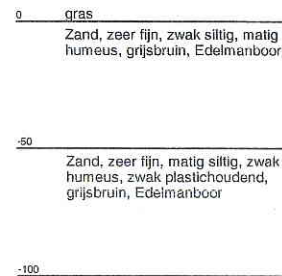 0 gras
Zand, zeer fijn, zwak siltig, matig
humeus, grijsbruin, Edelmanboor
-50
Zand, zeer fijn, matig siltig, zwak
humeus, zwak plastichoudend,
grijsbruin, Edelmanboor
-100